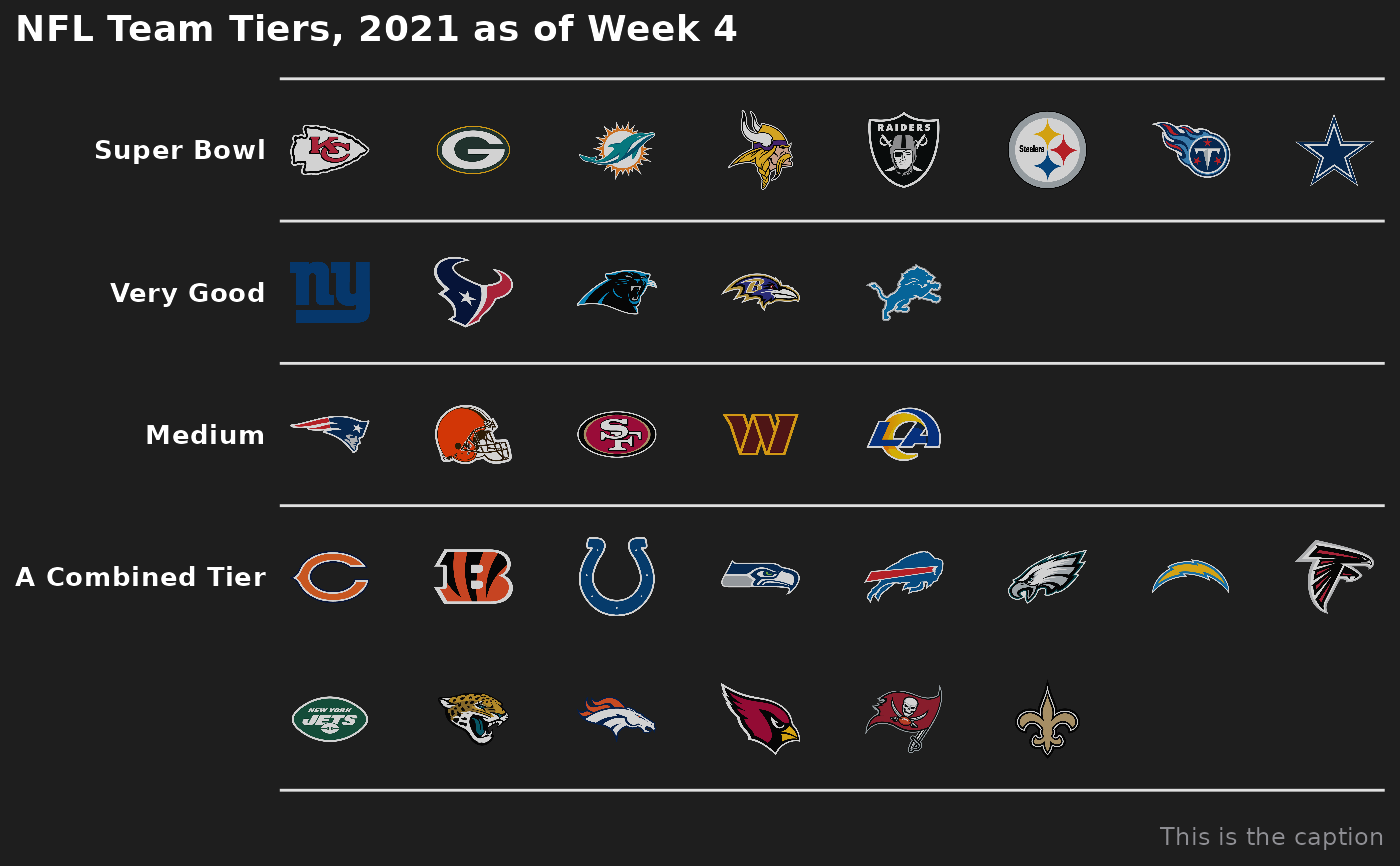 NFL Team Tiers, 2021 as of Week 4
Super Bowl
KC
G
RAIDERS
Steelers
T
Very Good
ny
B
Medium
SF
W
LA
A Combined Tier
C
B
NEW YORK
JETS
This is the caption